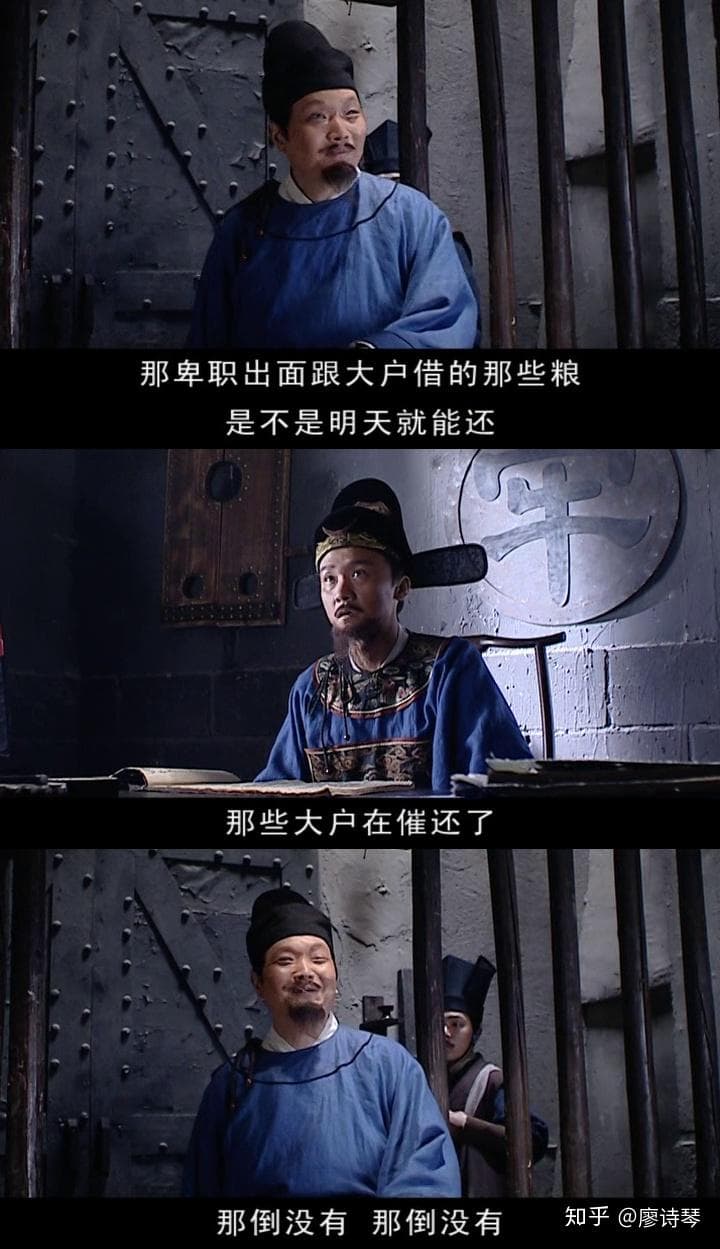 那卑职出面跟大户借的那些粮
是不是明天就能还
牢
那些大户在催还了
那倒没有 那倒没有
知乎 @廖诗琴